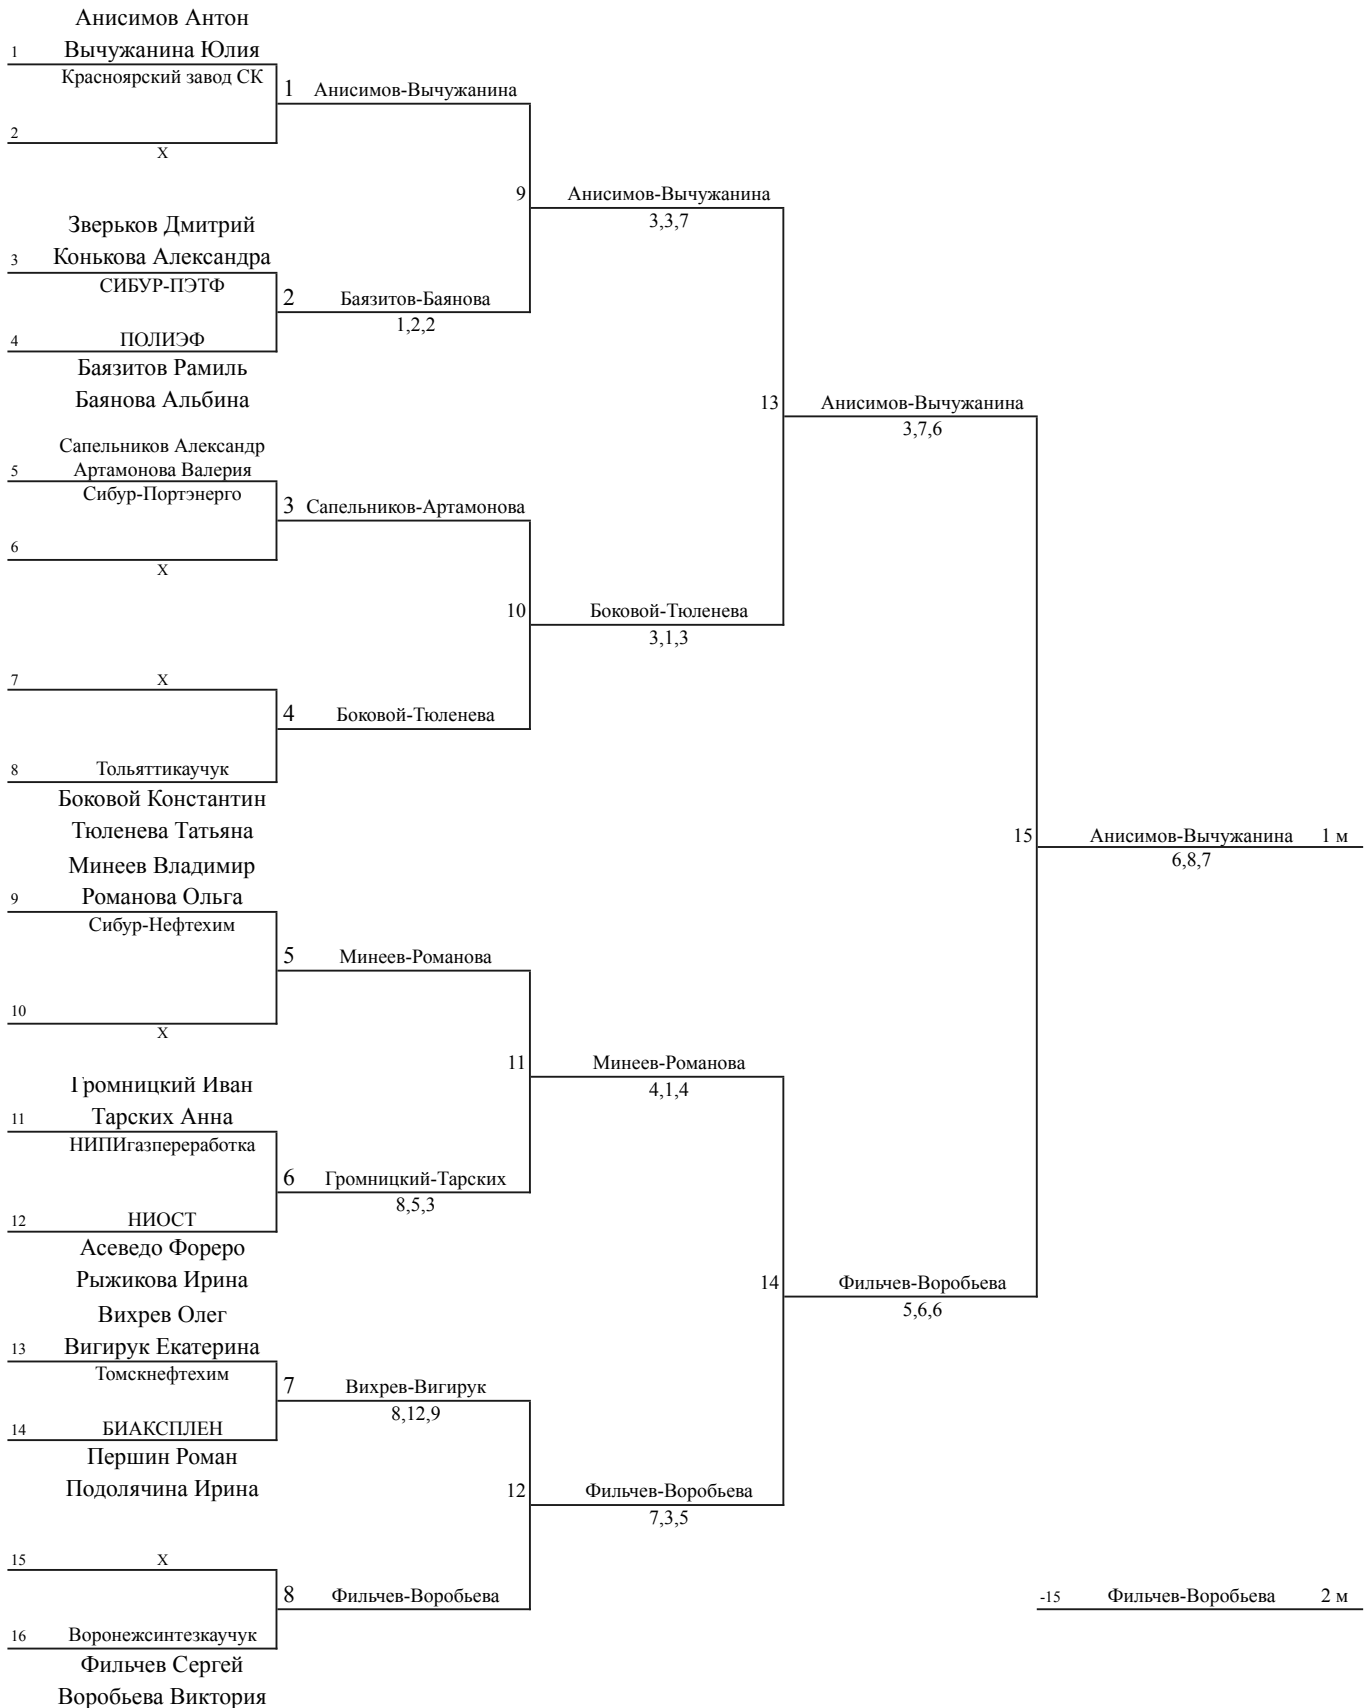 Анисимов Антон
1 Вычужанина Юлия
Красноярский завод СК
1 Анисимов-Вычужанина
2
X
9 Анисимов-Вычужанина
3,3,7
Зверьков Дмитрий
3 Конькова Александра
СИБУР-ПЭТФ
2 Баязитов-Баянова
1,2,2
4 ПОЛИЭФ
Баязитов Рамиль
Баянова Альбина
13 Анисимов-Вычужанина
3,7,6
Сапельников Александр
5 Артамонова Валерия
Сибур-Портэнерго
3 Сапельников-Артамонова
6
X
10 Боковой-Тюленева
3,1,3
7 X
4 Боковой-Тюленева
8 Тольяттикаучук
Боковой Константин
Тюленева Татьяна
15 Анисимов-Вычужанина 1 м
6,8,7
Минеев Владимир
9 Романова Ольга
Сибур-Нефтехим
5 Минеев-Романова
10
X
11 Минеев-Романова
4,1,4
Громницкий Иван
11 Тарских Анна
НИПИгазпереработка
6 Громницкий-Тарских
8,5,3
12 НИОСТ
Асеведо Фореро
Рыжикова Ирина
14 Фильчев-Воробьева
5,6,6
Вихрев Олег
13 Вигирук Екатерина
Томскнефтехим
7 Вихрев-Вигирук
8,12,9
14 БИАКСПЛЕН
Першин Роман
Подолячина Ирина
12 Фильчев-Воробьева
7,3,5
15 X
8 Фильчев-Воробьева
-15 Фильчев-Воробьева 2 м
16 Воронежсинтезкаучук
Фильчев Сергей
Воробьева Виктория